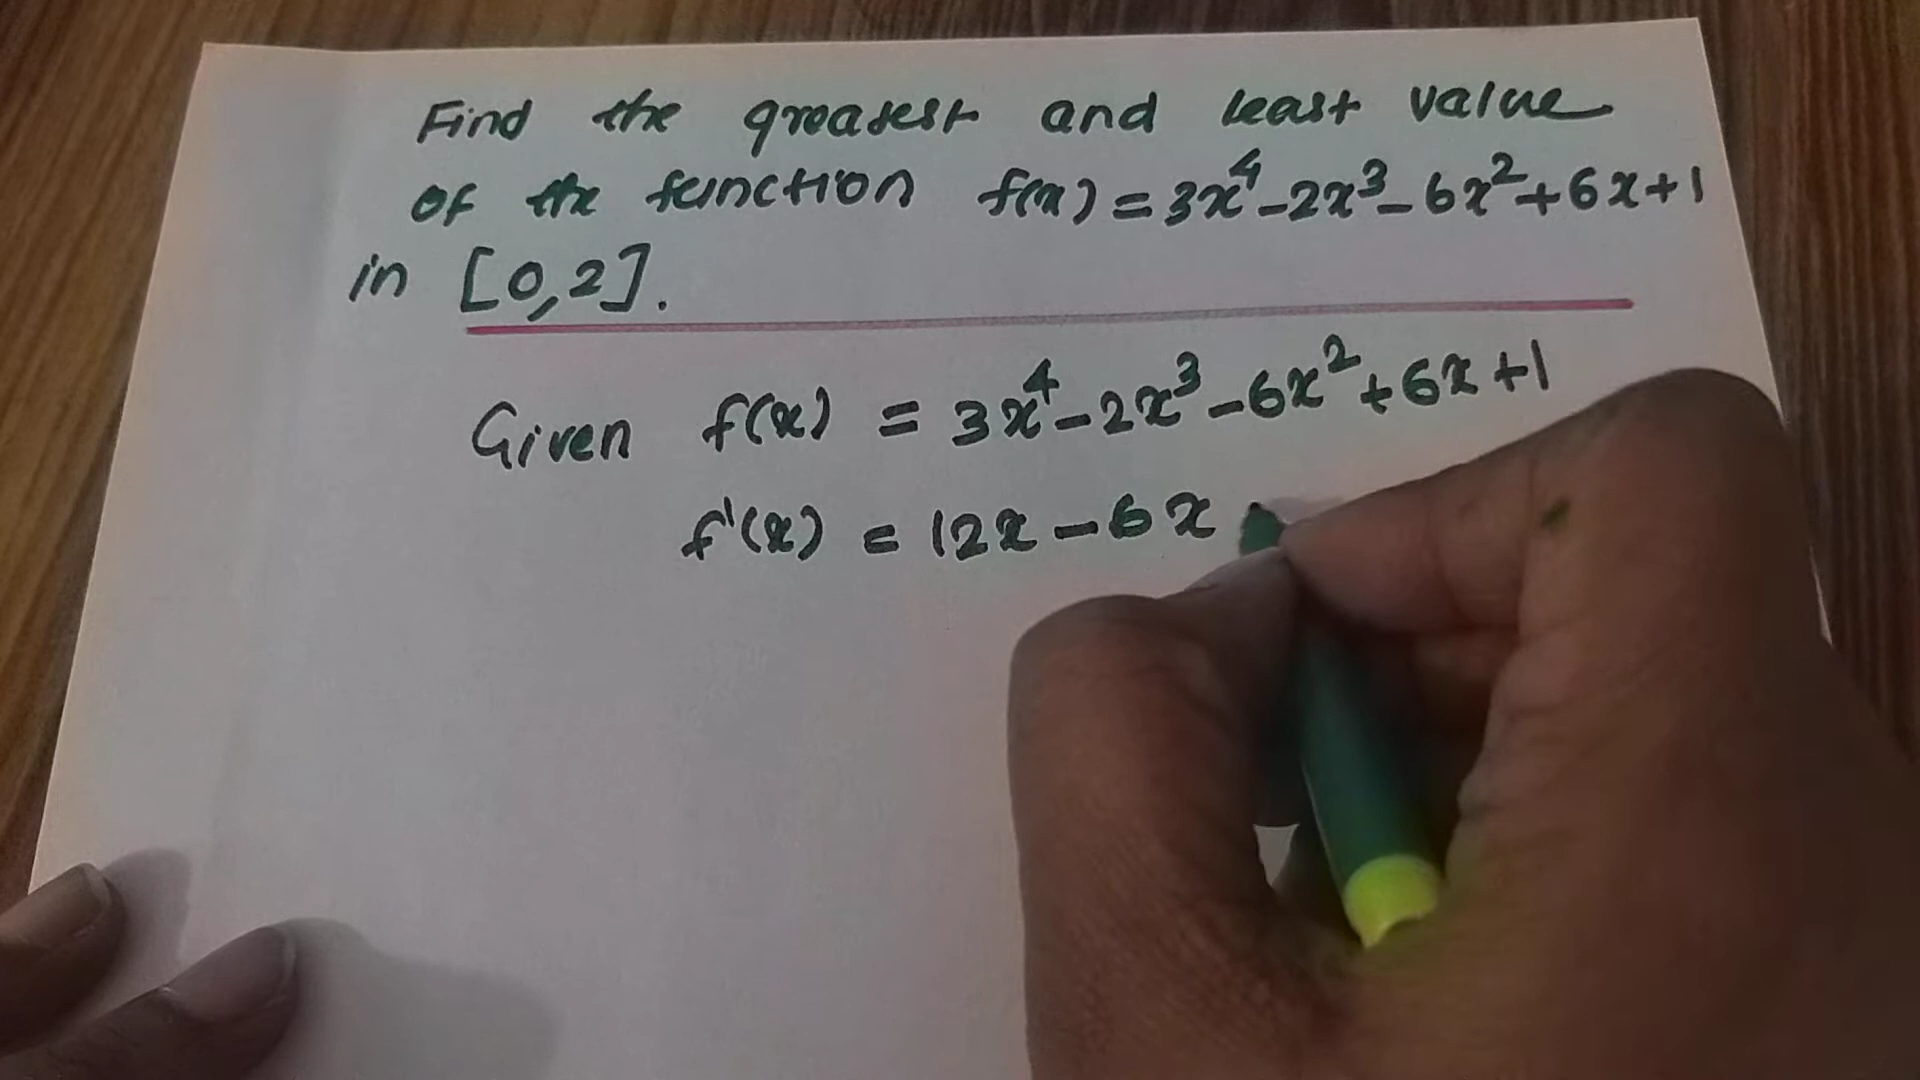 Find the greatest and least value
of the function f(x) = 3x⁴-2x³-6x²+6x+1
in [0,2].
Given f(x) = 3x⁴-2x³-6x²+6x+1
f'(x) = 12x - 6x